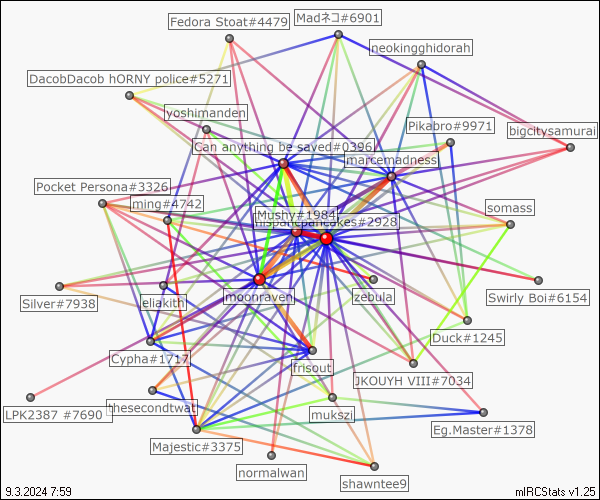 Fedora Stoat#4479
Madネコ#6901
neokingghidorah
DacobDacob hORNY police#5271
yoshimanden
Pikabro#9971
bigcitysamurai
Can anything be saved#0396
marcemadness
Pocket Persona#3326
ming#4742
Mushy#1984
hispanicpancakes#2928
somass
Silver#7938
eliakith
moonraven
zebula
Swirly Boi#6154
Cypha#1717
frisout
Duck#1245
JKOUYH VIII#7034
LPK2387 #7690
thesecondtwat
mukszi
Eg.Master#1378
Majestic#3375
normalwan
shawntee9
9.3.2024 7:59
mIRCStats v1.25